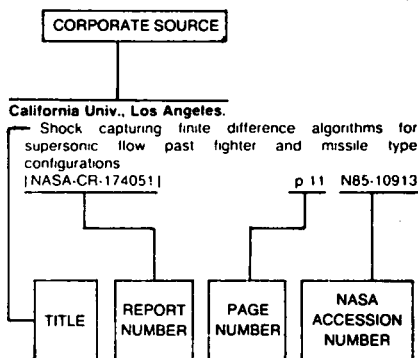 CORPORATE SOURCE
California Univ., Los Angeles.
Shock capturing finite difference algorithms for
supersonic flow past fighter and missile type
configurations
[NASA-CR-174051] p 11 N85-10913
TITLE
REPORT
NUMBER
PAGE
NUMBER
NASA
ACCESSION
NUMBER